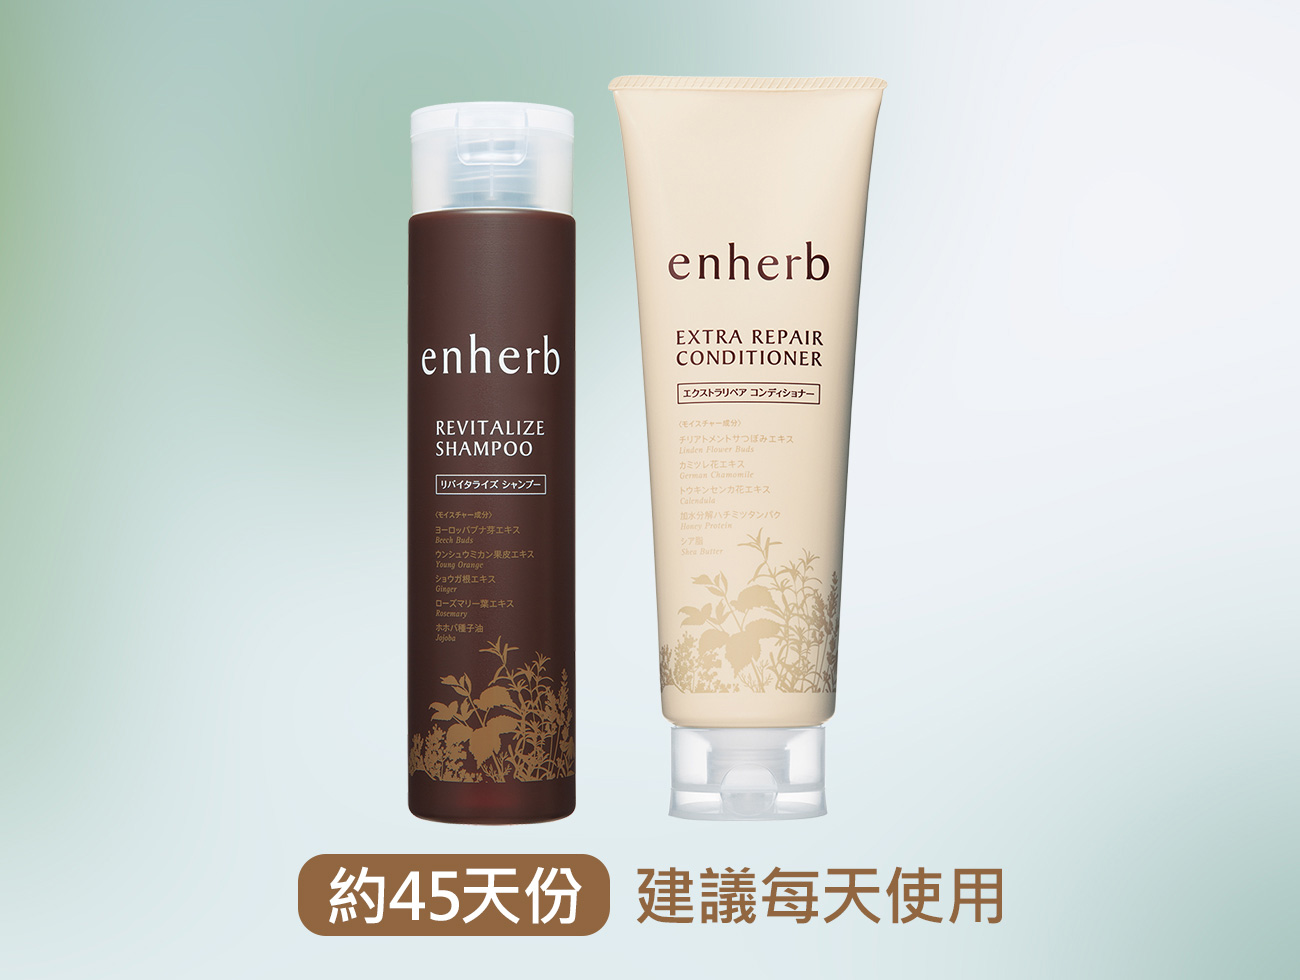 enherb
REVITALIZE
SHAMPOO
リバイタライズ シャンプー
〈モイスチャー成分〉
ヨーロッパブナ芽エキス
Beech Buds
ウンシュウミカン果皮エキス
Young Orange
ショウガ根エキス
Ginger
ローズマリー葉エキス
Rosemary
ホホバ種子油
Jojoba
enherb
EXTRA REPAIR
CONDITIONER
エクストラリペア コンディショナー
〈モイスチャー成分〉
チリアトメントサつぼみエキス
Linden Flower Buds
カミツレ花エキス
German Chamomile
トウキンセンカ花エキス
Calendula
加水分解ハチミツタンパク
Honey Protein
シア脂
Shea Butter
約45天份 建議每天使用